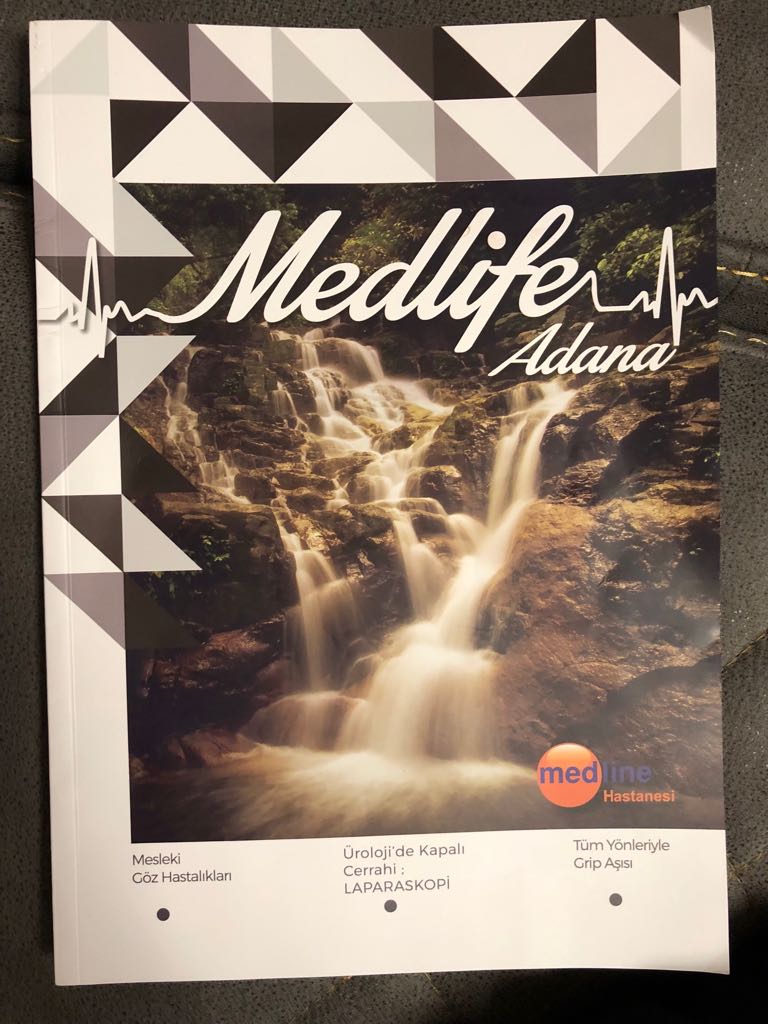 Medlife
Adana
medline
Hastanesi
Mesleki
Göz Hastalıkları
Üroloji'de Kapalı
Cerrahi ;
LAPARASKOPİ
Tüm Yönleriyle
Grip Aşısı